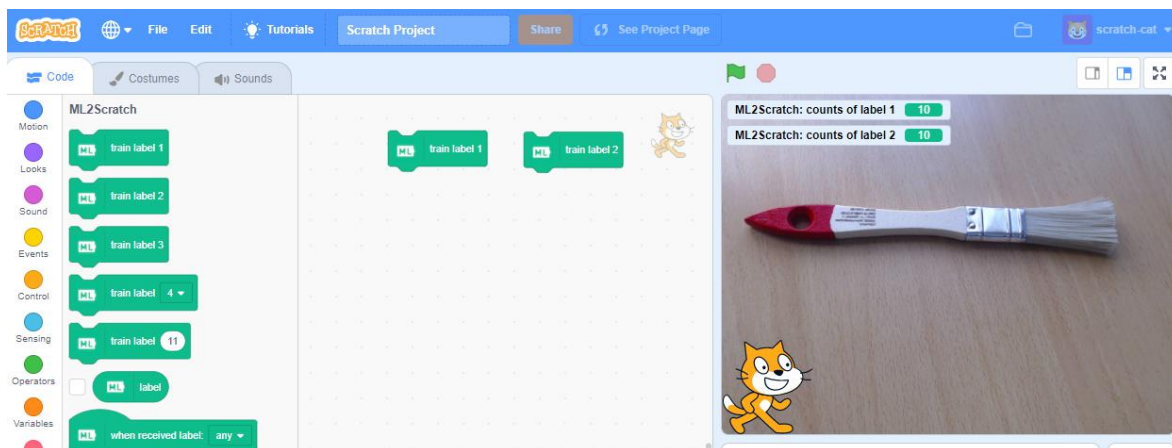 SCRATCH File Edit Tutorials Scratch Project Share See Project Page scratch-cat
Code Costumes Sounds
Motion
Looks
Sound
Events
Control
Sensing
Operators
Variables
ML2Scratch
ML train label 1
ML train label 2
ML train label 3
ML train label 4
ML train label 11
ML label
ML when received label: any
ML train label 1
ML train label 2
ML2Scratch: counts of label 1 10
ML2Scratch: counts of label 2 10